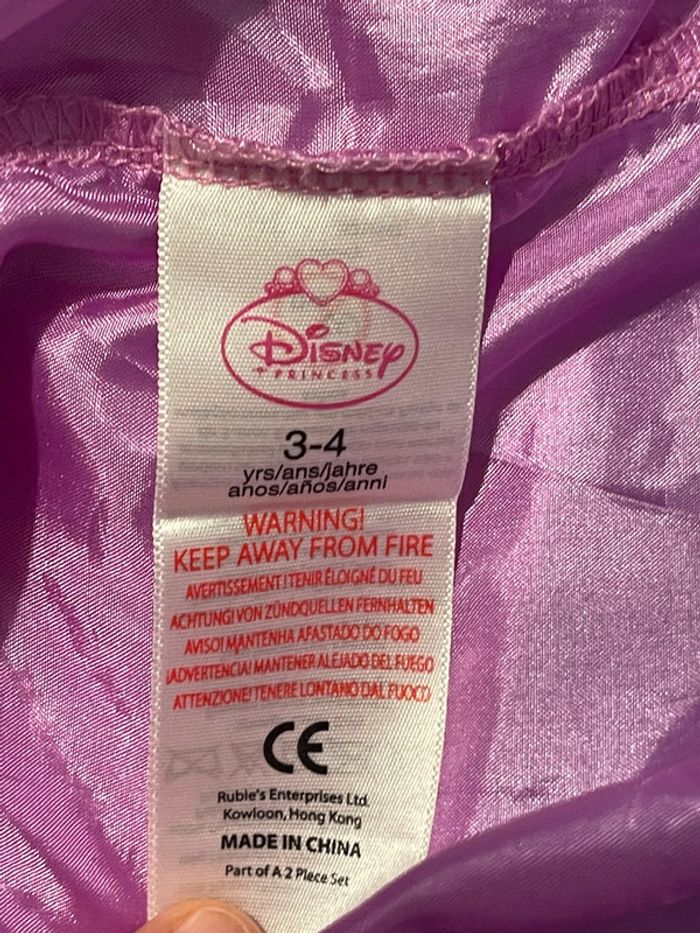 Disney
PRINCESS
3-4
yrs/ans/jahre
anos/años/anni
WARNING!
KEEP AWAY FROM FIRE
AVERTISSEMENT! TENIR ÉLOIGNÉ DU FEU
ACHTUNG! VON ZÜNDQUELLEN FERNHALTEN
AVISO! MANTENHA AFASTADO DO FOGO
¡ADVERTENCIA! MANTENER ALEJADO DEL FUEGO
ATTENZIONE! TENERE LONTANO DAL FUOCO
CE
Rubie's Enterprises Ltd.
Kowloon, Hong Kong
MADE IN CHINA
Part of A 2 Piece Set